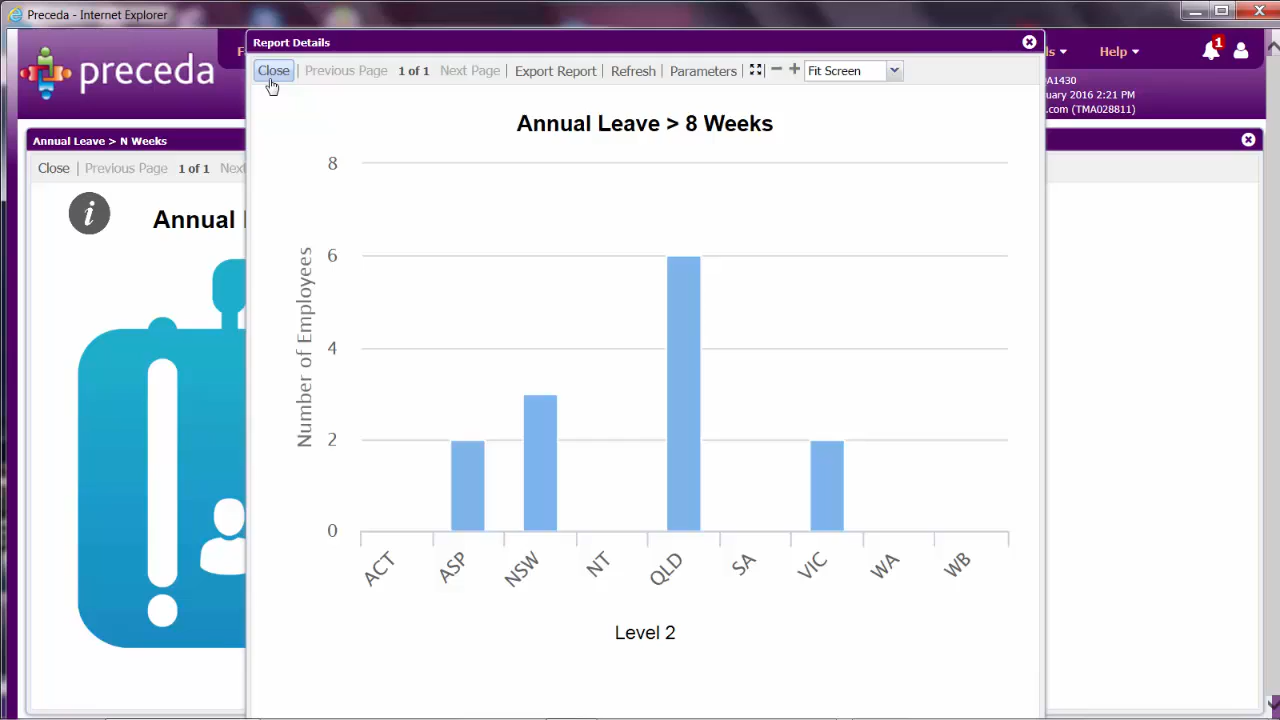 Preceda - Internet Explorer
preceda
Help
1
A1430
uary 2016 2:21 PM
.com (TMA028811)
Report Details
Close Previous Page 1 of 1 Next Page Export Report Refresh Parameters Fit Screen
Annual Leave > N Weeks
Close Previous Page 1 of 1 Next
i Annual
Annual Leave > 8 Weeks
Number of Employees
8
6
4
2
0
ACT ASP NSW NT QLD SA VIC WA WB
Level 2